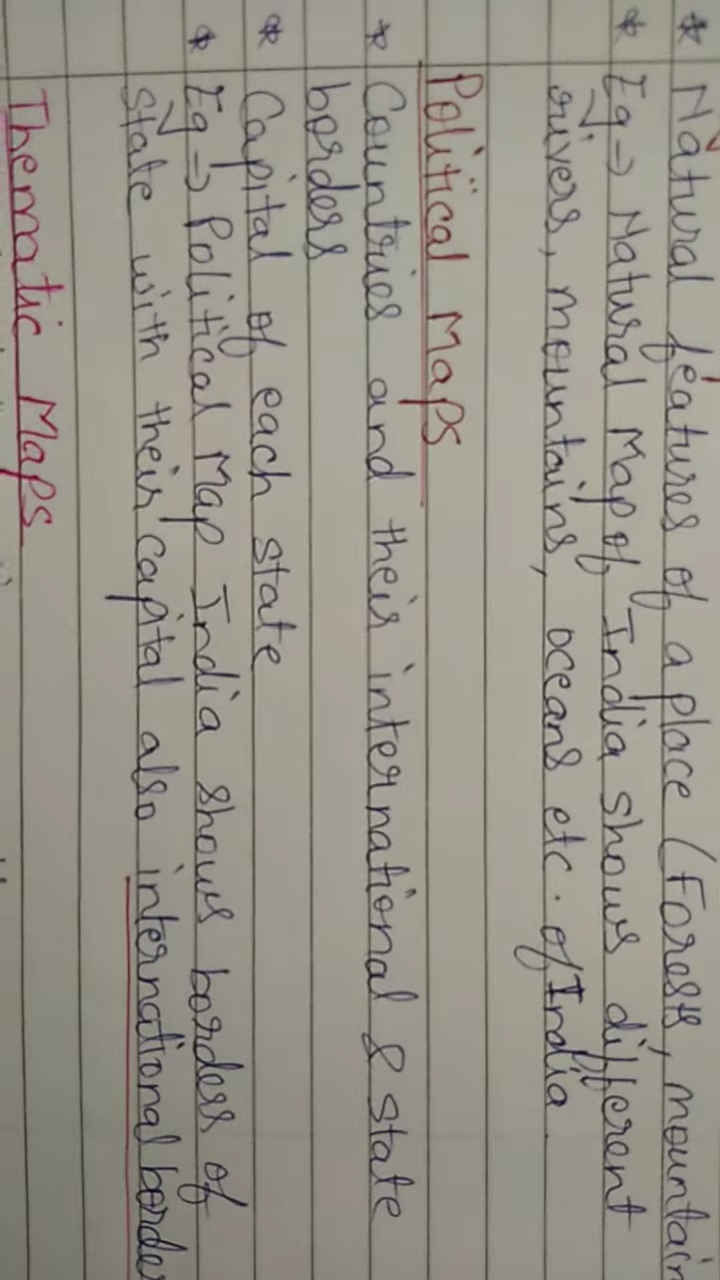 * Natural features of a place (Forests, mountain
* Eg → Natural Map of India shows different
rivers, mountains, oceans etc. of India
Political Maps
* Countries and their international & state
borders
* Capital of each state
* Eg → Political Map India shows borders of
state with their capital also international border
Thematic Maps